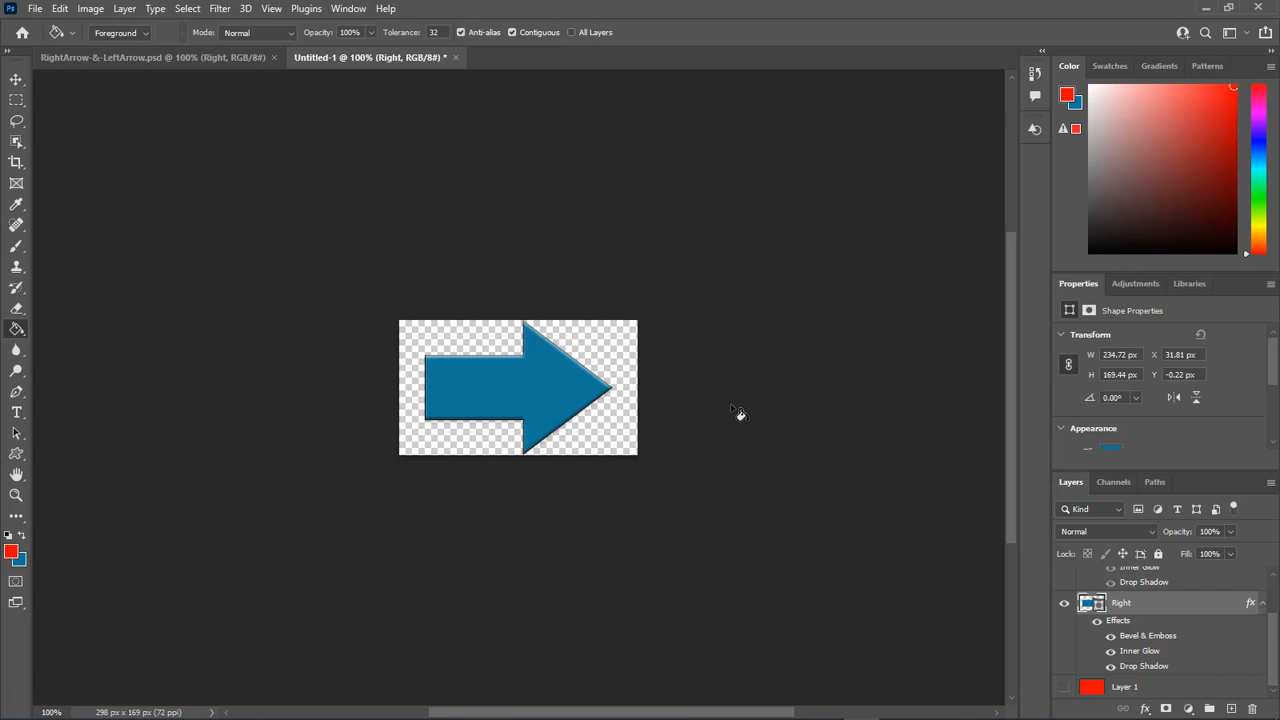 Ps File Edit Image Layer Type Select Filter 3D View Plugins Window Help
Foreground Mode: Normal Opacity: 100% Tolerance: 32 Anti-alias Contiguous All Layers
RightArrow-&-LeftArrow.psd @ 100% (Right, RGB/8#) × Untitled-1 @ 100% (Right, RGB/8#) * ×
Color Swatches Gradients Patterns
Properties Adjustments Libraries
Shape Properties
Transform
W 234.72 px X 31.81 px
H 169.44 px Y -0.22 px
0.00°
Appearance
Layers Channels Paths
Kind
Normal Opacity: 100%
Lock: Fill: 100%
Inner Glow
Drop Shadow
Right fx
Effects
Bevel & Emboss
Inner Glow
Drop Shadow
Layer 1
100% 298 px x 169 px (72 ppi)
fx